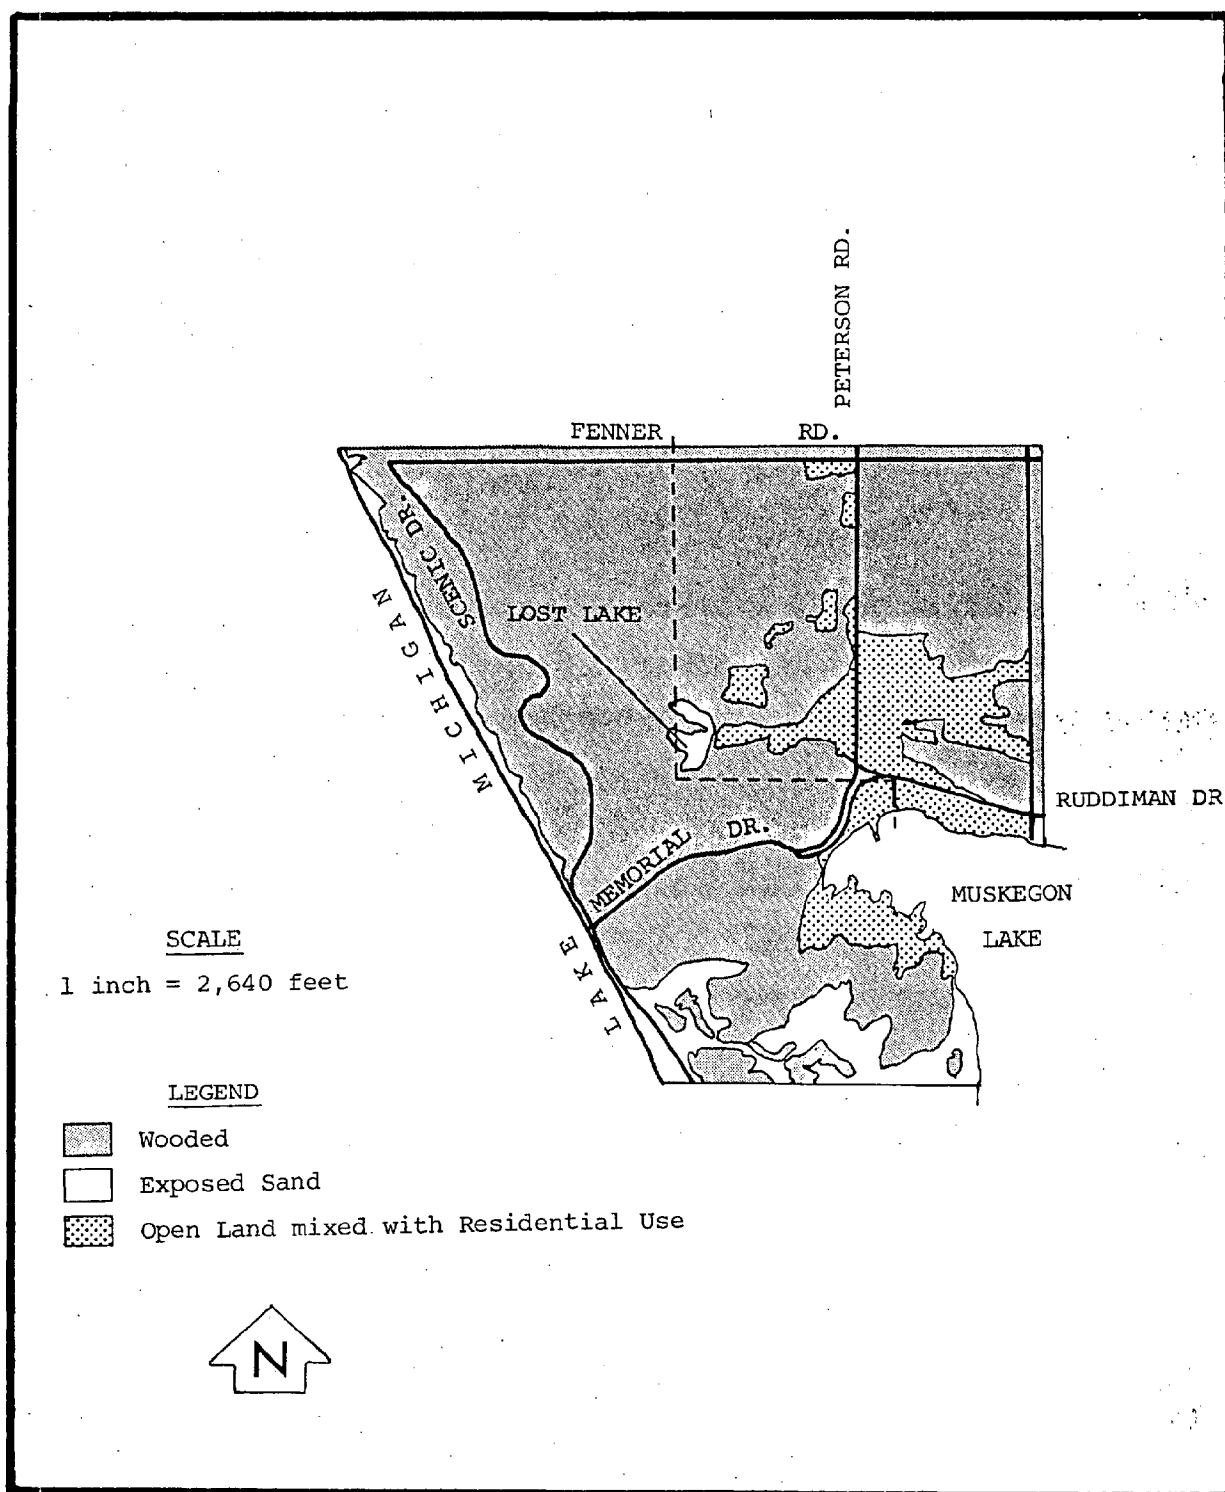 PETERSON RD.
FENNER RD.
SCENIC DR.
LOST LAKE
LAKE MICHIGAN
MEMORIAL DR.
RUDDIMAN DR
MUSKEGON
LAKE
SCALE
1 inch = 2,640 feet
LEGEND
Wooded
Exposed Sand
Open Land mixed with Residential Use
N